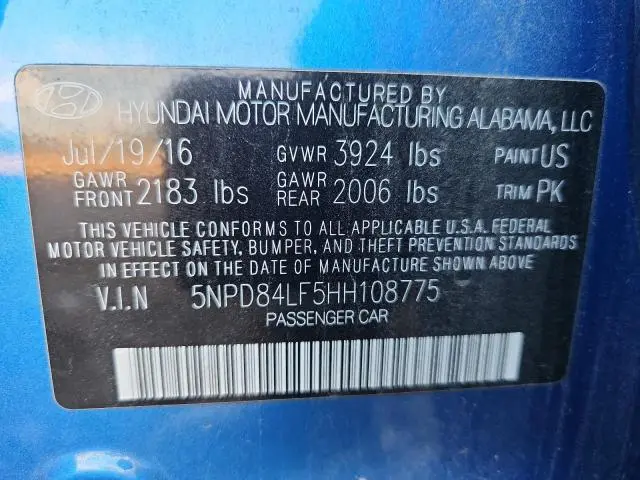 MANUFACTURED BY
HYUNDAI MOTOR MANUFACTURING ALABAMA, LLC
Jul/19/16 GVWR 3924 lbs PAINT US
GAWR FRONT 2183 lbs GAWR REAR 2006 lbs TRIM PK
THIS VEHICLE CONFORMS TO ALL APPLICABLE U.S.A. FEDERAL
MOTOR VEHICLE SAFETY, BUMPER, AND THEFT PREVENTION STANDARDS
IN EFFECT ON THE DATE OF MANUFACTURE SHOWN ABOVE.
V.I.N 5NPD84LF5HH108775
PASSENGER CAR